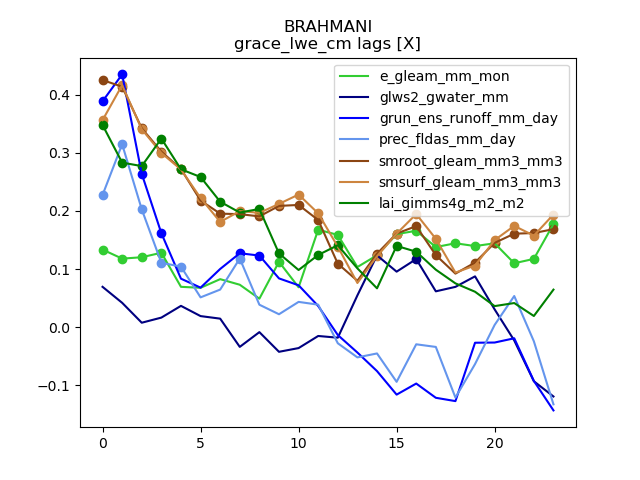 BRAHMANI
grace_lwe_cm lags [X]
e_gleam_mm_mon
glws2_gwater_mm
grun_ens_runoff_mm_day
prec_fldas_mm_day
smroot_gleam_mm3_mm3
smsurf_gleam_mm3_mm3
lai_gimms4g_m2_m2
0.4
0.3
0.2
0.1
0.0
−0.1
0 5 10 15 20